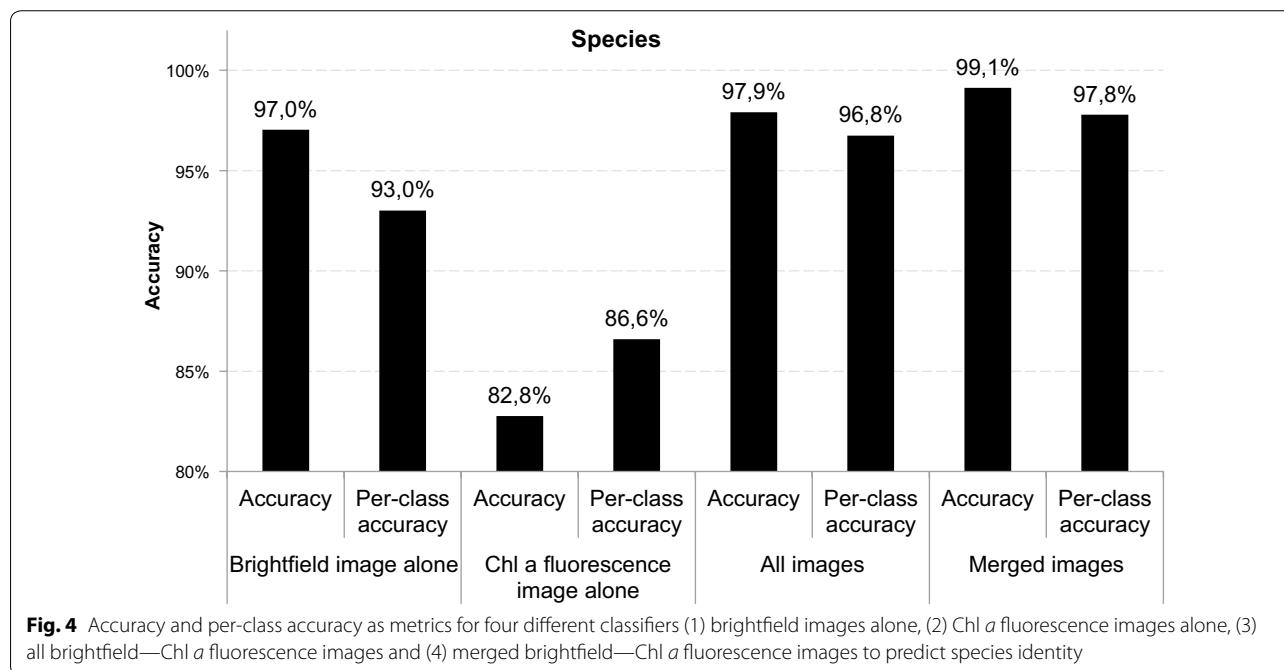 Species
100%
95%
90%
85%
80%
Accuracy
97,0%
93,0%
82,8%
86,6%
97,9%
96,8%
99,1%
97,8%
Accuracy Per-class accuracy Accuracy Per-class accuracy Accuracy Per-class accuracy Accuracy Per-class accuracy
Brightfield image alone Chl a fluorescence image alone All images Merged images
Fig. 4 Accuracy and per-class accuracy as metrics for four different classifiers (1) brightfield images alone, (2) Chl a fluorescence images alone, (3)
all brightfield—Chl a fluorescence images and (4) merged brightfield—Chl a fluorescence images to predict species identity